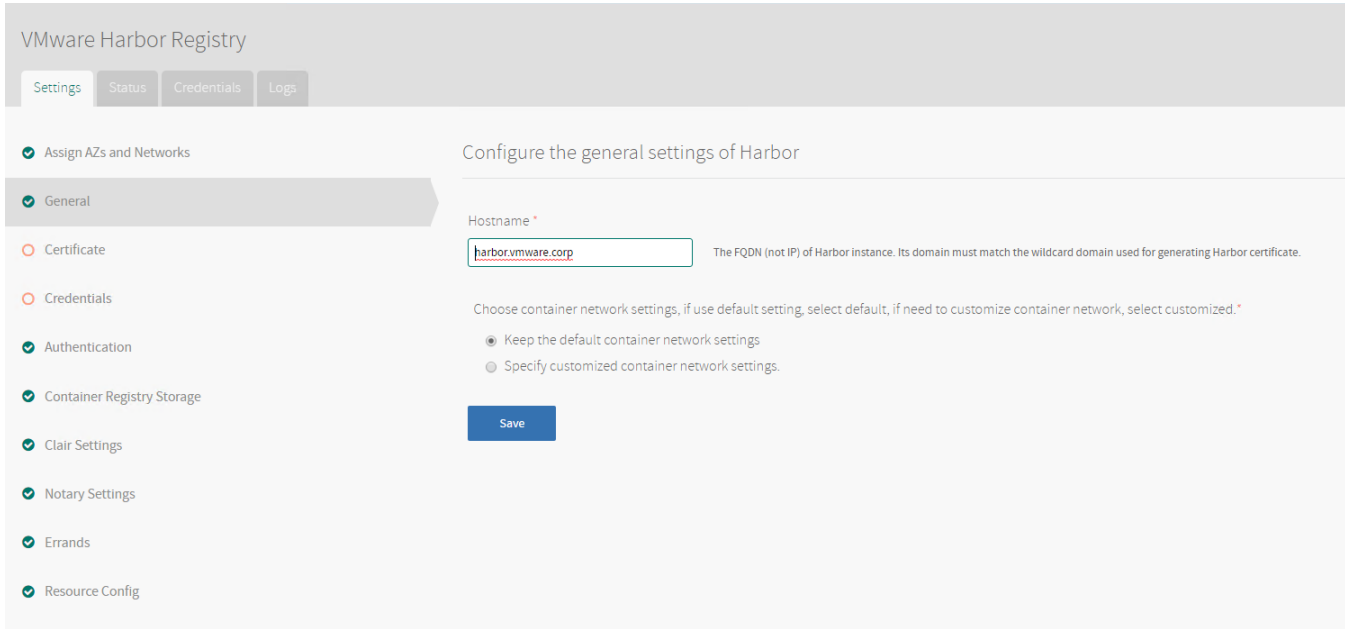 VMware Harbor Registry
Settings
Status
Credentials
Logs
Assign AZs and Networks
General
Certificate
Credentials
Authentication
Container Registry Storage
Clair Settings
Notary Settings
Errands
Resource Config
Configure the general settings of Harbor
Hostname *
harbor.vmware.corp
The FQDN (not IP) of Harbor instance. Its domain must match the wildcard domain used for generating Harbor certificate.
Choose container network settings, if use default setting, select default, if need to customize container network, select customized.*
Keep the default container network settings
Specify customized container network settings.
Save